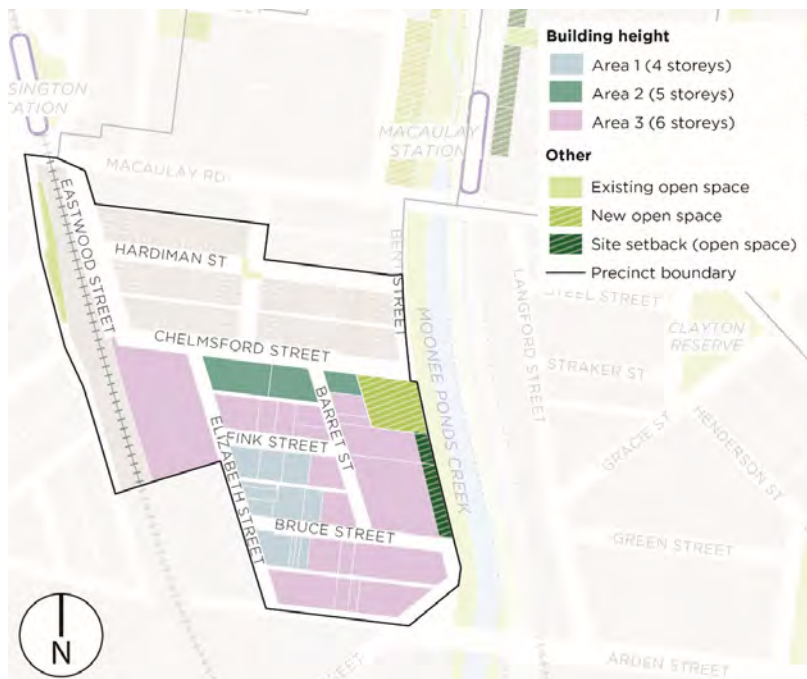 Building height
Area 1 (4 storeys)
Area 2 (5 storeys)
Area 3 (6 storeys)
Other
Existing open space
New open space
Site setback (open space)
Precinct boundary
SINGTON
STATION
MACAULAY
STATION
MACAULAY RD
EASTWOOD STREET
HARDIMAN ST
STREET
CHELMSFORD STREET
MOONEE PONDS CREEK
LANGFORD STREET
STREET
CLAYTON
RESERVE
STRAKER ST
BARRET ST
ELIZABETH STREET
FINK STREET
GRACIE ST
HENDERSON ST
BRUCE STREET
GREEN STREET
ARDEN STREET
N